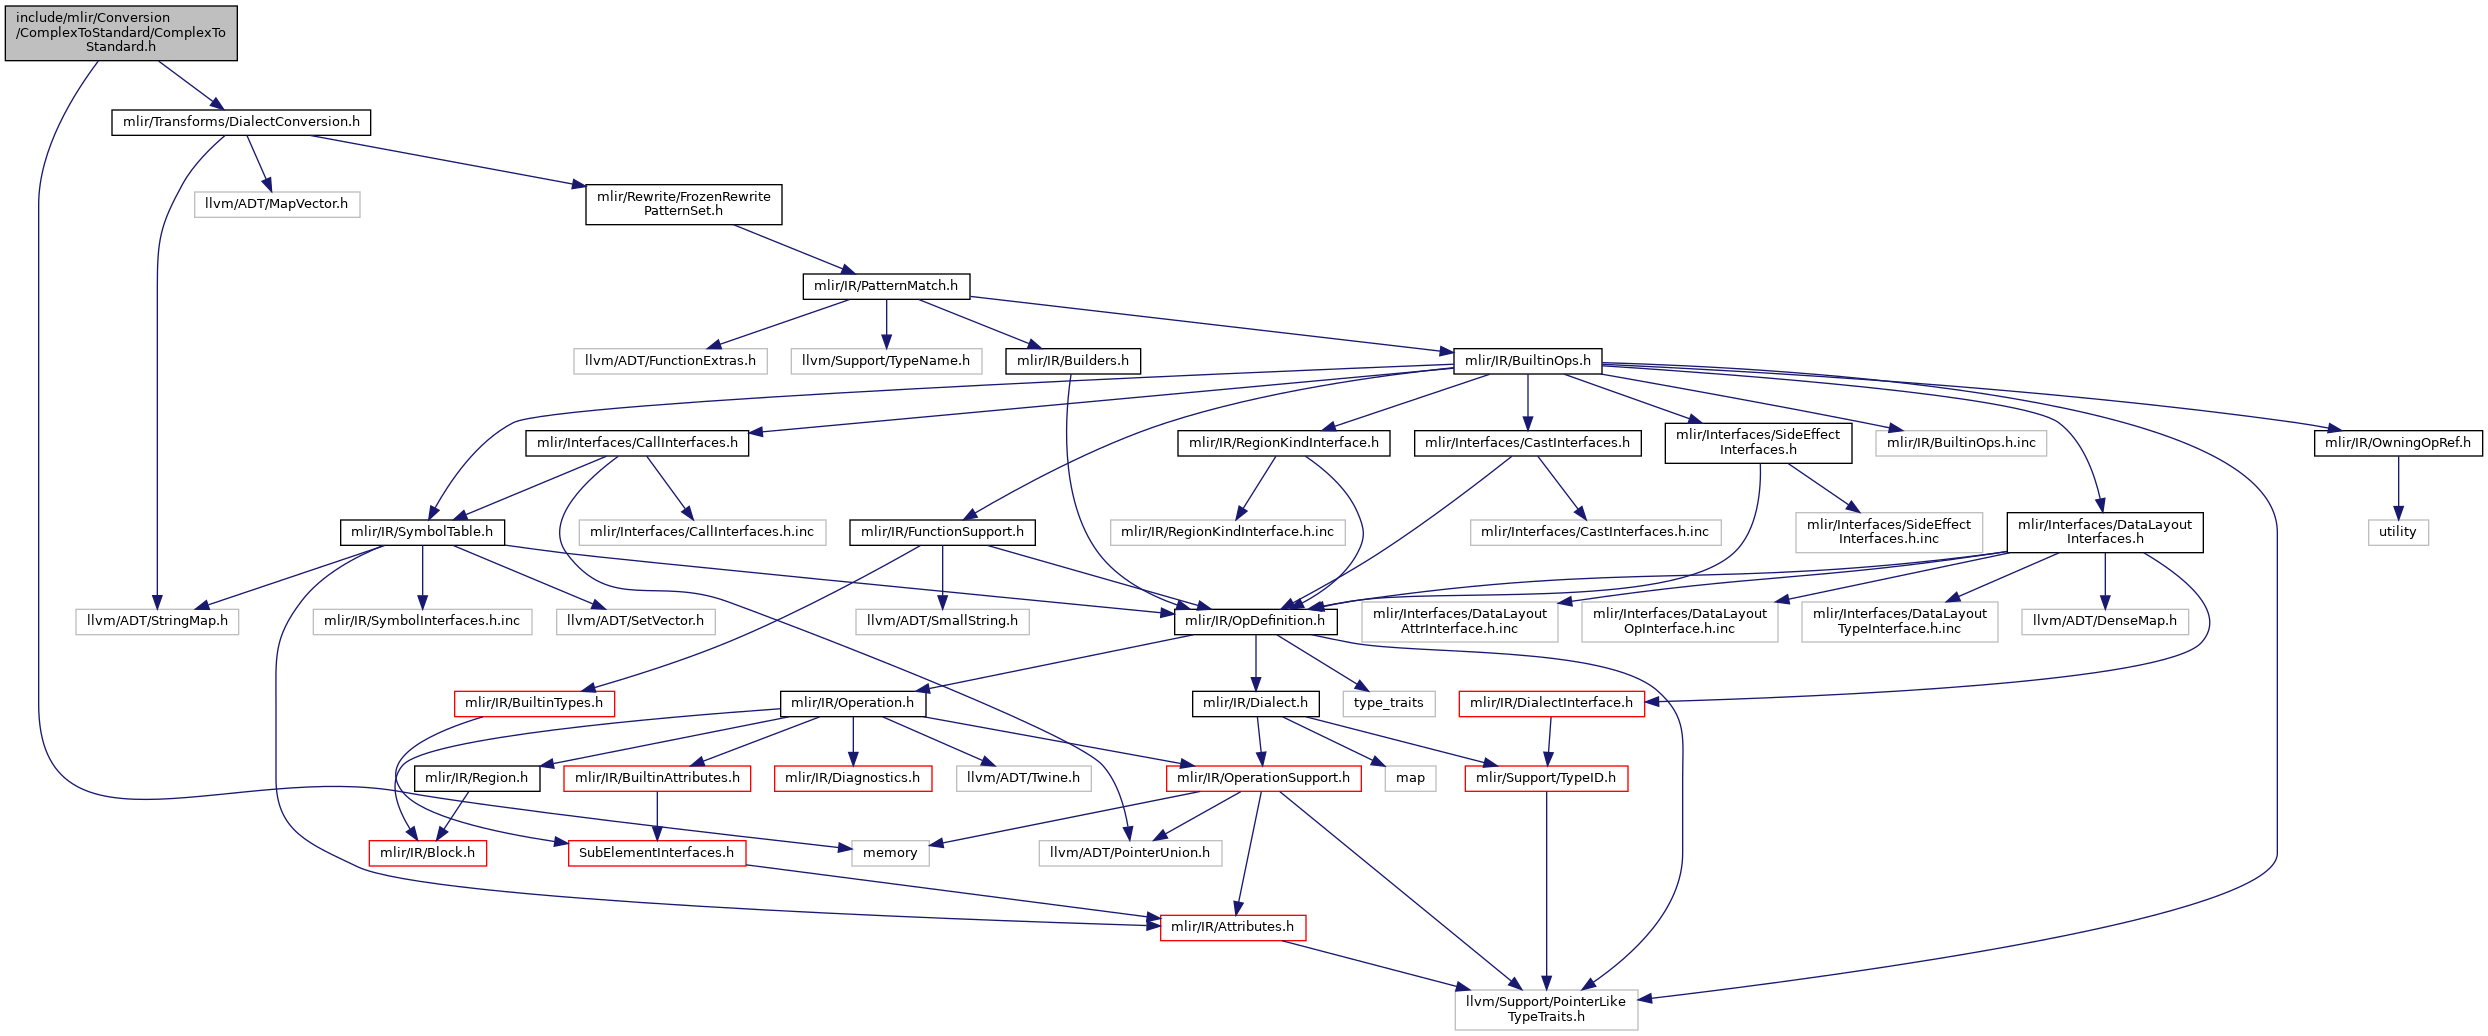 include/mlir/Conversion
/ComplexToStandard/ComplexTo
Standard.h
mlir/Transforms/DialectConversion.h
llvm/ADT/MapVector.h
mlir/Rewrite/FrozenRewrite
PatternSet.h
mlir/IR/PatternMatch.h
llvm/ADT/FunctionExtras.h
llvm/Support/TypeName.h
mlir/IR/Builders.h
mlir/IR/BuiltinOps.h
mlir/Interfaces/CallInterfaces.h
mlir/IR/RegionKindInterface.h
mlir/Interfaces/CastInterfaces.h
mlir/Interfaces/SideEffect
Interfaces.h
mlir/IR/BuiltinOps.h.inc
mlir/IR/OwningOpRef.h
mlir/IR/SymbolTable.h
mlir/Interfaces/CallInterfaces.h.inc
mlir/IR/FunctionSupport.h
mlir/IR/RegionKindInterface.h.inc
mlir/Interfaces/CastInterfaces.h.inc
mlir/Interfaces/SideEffect
Interfaces.h.inc
mlir/Interfaces/DataLayout
Interfaces.h
utility
llvm/ADT/StringMap.h
mlir/IR/SymbolInterfaces.h.inc
llvm/ADT/SetVector.h
llvm/ADT/SmallString.h
mlir/IR/OpDefinition.h
mlir/Interfaces/DataLayout
AttrInterface.h.inc
mlir/Interfaces/DataLayout
OpInterface.h.inc
mlir/Interfaces/DataLayout
TypeInterface.h.inc
llvm/ADT/DenseMap.h
mlir/IR/BuiltinTypes.h
mlir/IR/Operation.h
mlir/IR/Dialect.h
type_traits
mlir/IR/DialectInterface.h
mlir/IR/Region.h
mlir/IR/BuiltinAttributes.h
mlir/IR/Diagnostics.h
llvm/ADT/Twine.h
mlir/IR/OperationSupport.h
map
mlir/Support/TypeID.h
mlir/IR/Block.h
SubElementInterfaces.h
memory
llvm/ADT/PointerUnion.h
mlir/IR/Attributes.h
llvm/Support/PointerLike
TypeTraits.h